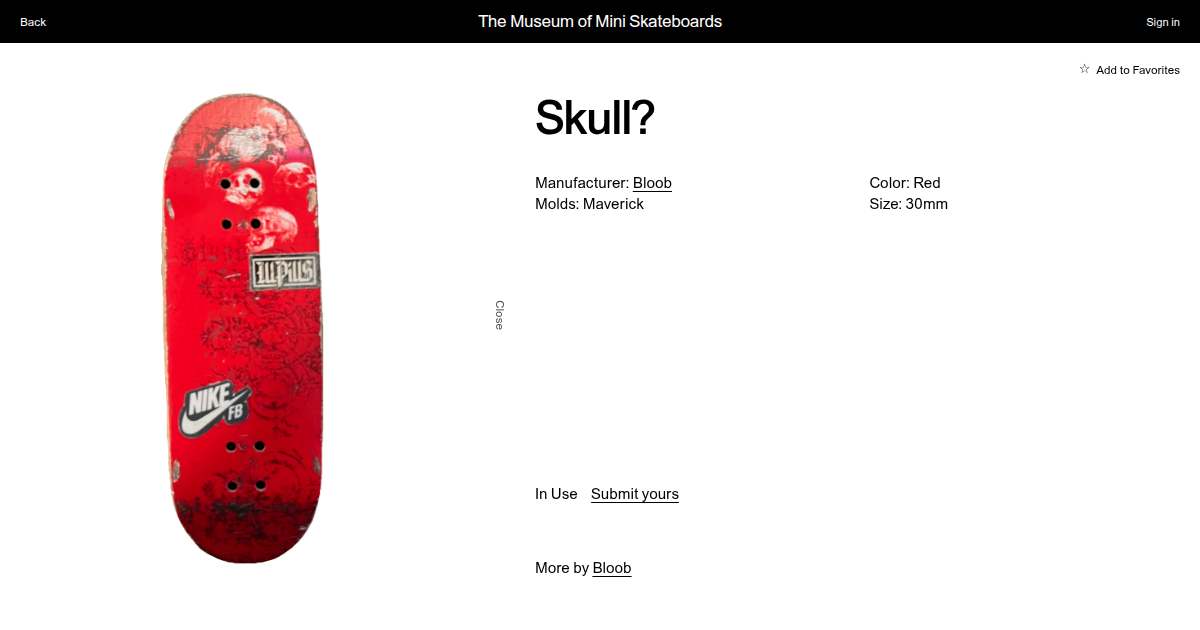 Back
The Museum of Mini Skateboards
Sign in
☆ Add to Favorites
Skull?
Manufacturer: Bloob
Color: Red
Molds: Maverick
Size: 30mm
illpills
NIKE
FB
Close
In Use Submit yours
More by Bloob